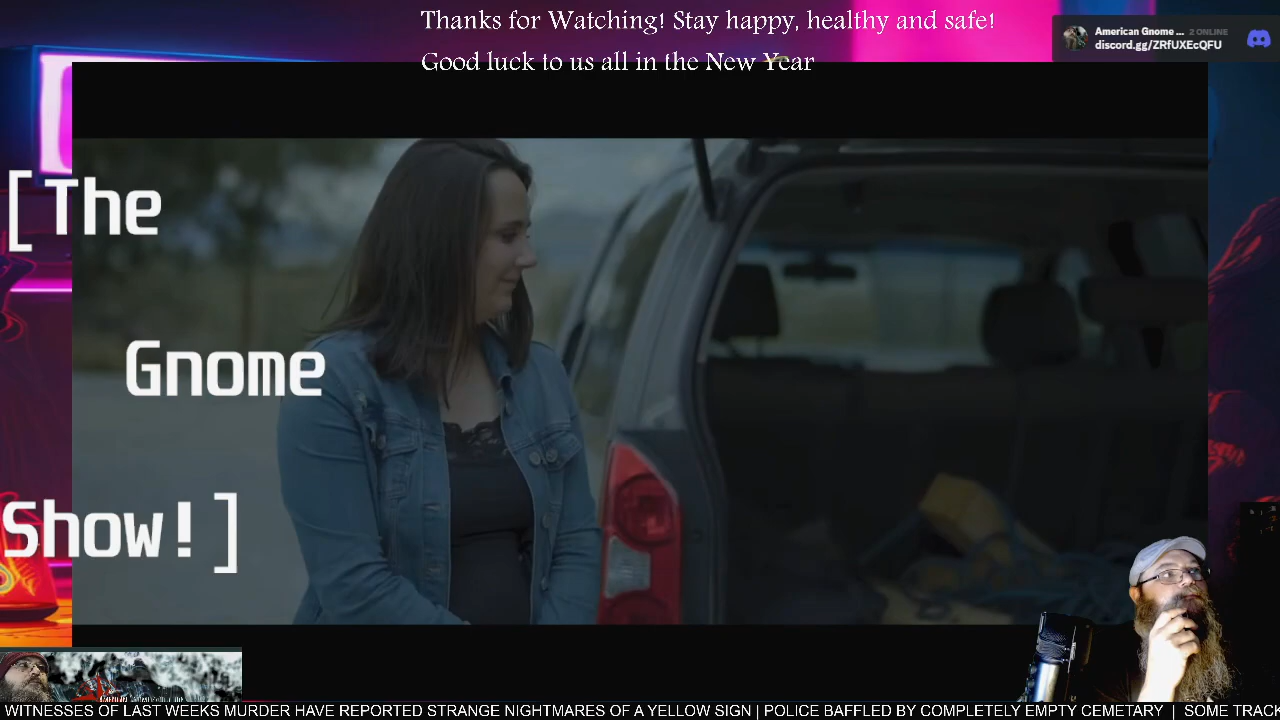 Thanks for Watching! Stay happy, healthy and safe!
Good luck to us all in the New Year
American Gnome ... 2 ONLINE
discord.gg/ZRfUXEcQFU
[The
Gnome
Show!]
WITNESSES OF LAST WEEKS MURDER HAVE REPORTED STRANGE NIGHTMARES OF A YELLOW SIGN | POLICE BAFFLED BY COMPLETELY EMPTY CEMETARY | SOME TRACK